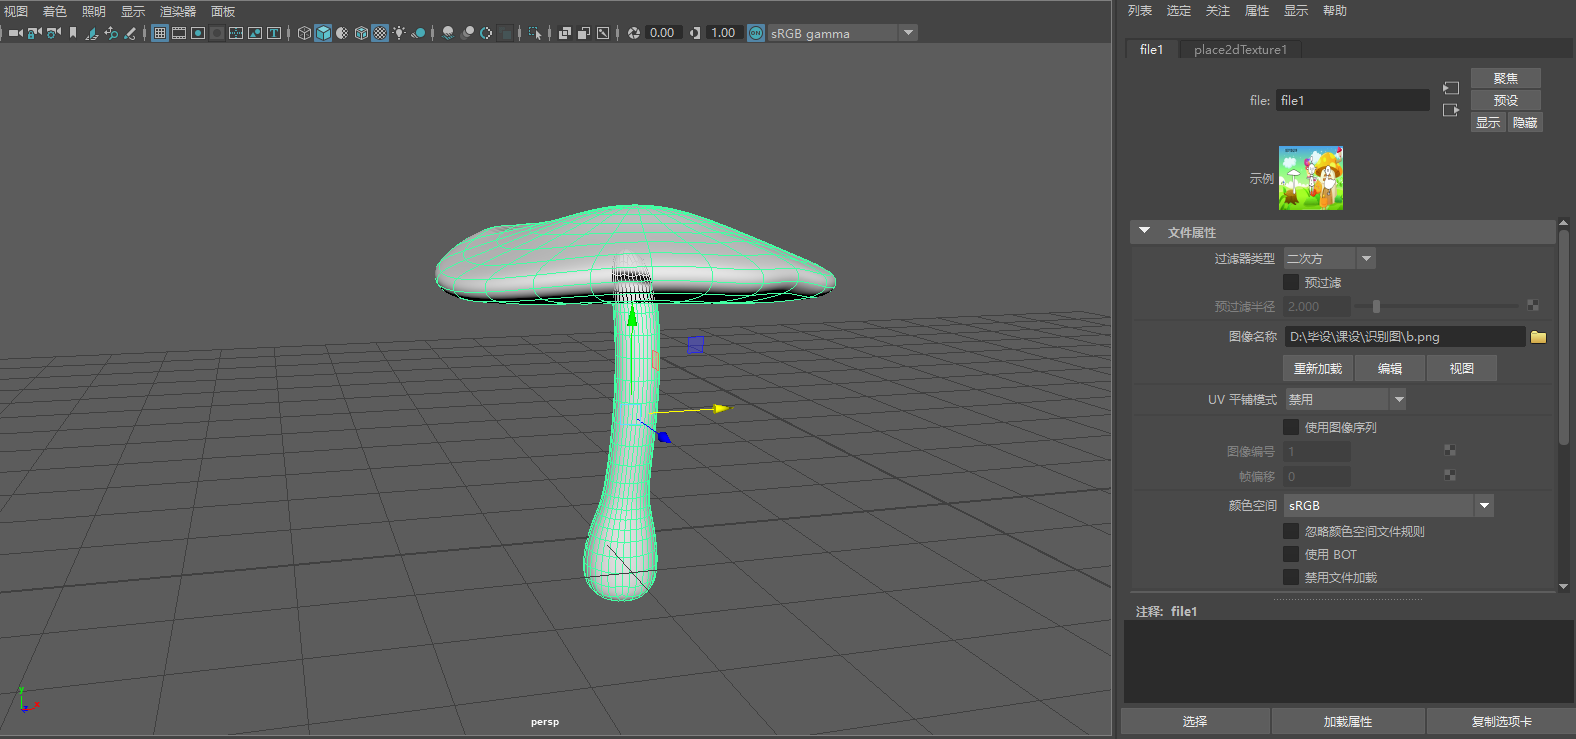 视图 着色 照明 显示 渲染器 面板
0.00 1.00 ON sRGB gamma
persp
列表 选定 关注 属性 显示 帮助
file1 place2dTexture1
聚焦
file: file1
预设
显示 隐藏
示例
文件属性
过滤器类型 二次方
预过滤
预过滤半径 2.000
图像名称 D:\毕设\课设\识别图\b.png
重新加载 编辑 视图
UV 平铺模式 禁用
使用图像序列
图像编号 1
帧偏移 0
颜色空间 sRGB
忽略颜色空间文件规则
使用 BOT
禁用文件加载
注释: file1
选择 加载属性 复制选项卡